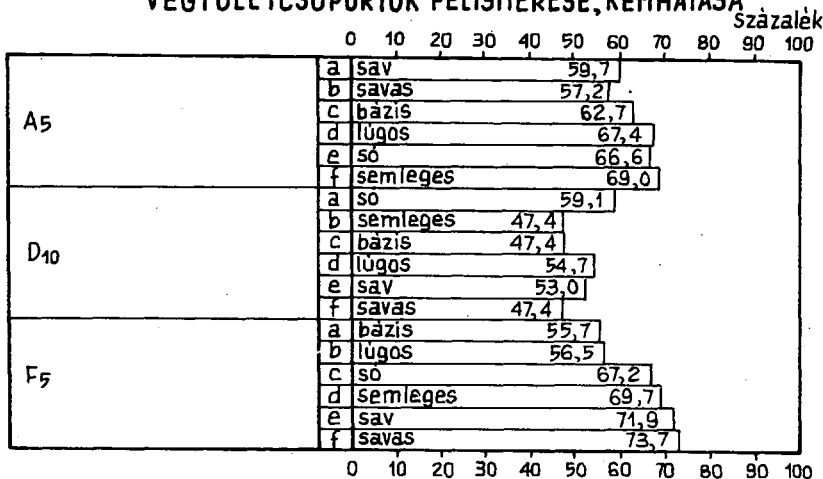 VEGYÜLETCSOPORTOK FELISMERÉSE, KÉMHATÁSA
Százalék
0 10 20 30 40 50 60 70 80 90 100
A5
a sav 59,7
b savas 57,2
c bázis 62,7
d lúgos 67,4
e só 66,6
f semleges 69,0
D10
a só 59,1
b semleges 47,4
c bázis 47,4
d lúgos 54,7
e sav 53,0
f savas 47,4
F5
a bázis 55,7
b lúgos 56,5
c só 67,2
d semleges 69,7
e sav 71,9
f savas 73,7
0 10 20 30 40 50 60 70 80 90 100